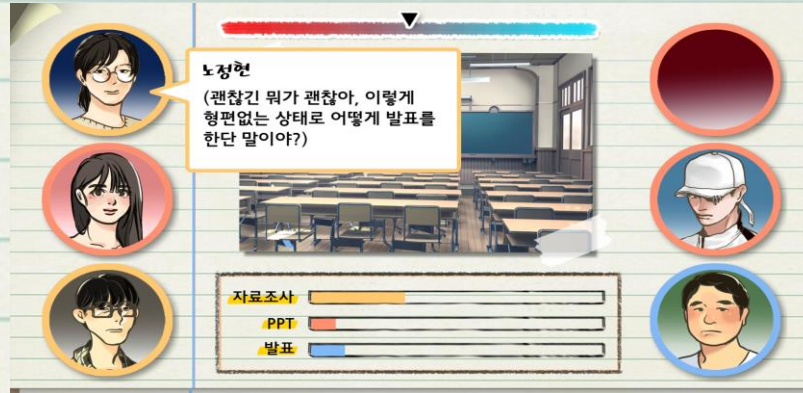 노정현
(괜찮긴 뭐가 괜찮아, 이렇게
형편없는 상태로 어떻게 발표를
한단 말이야?)
자료조사
PPT
발표